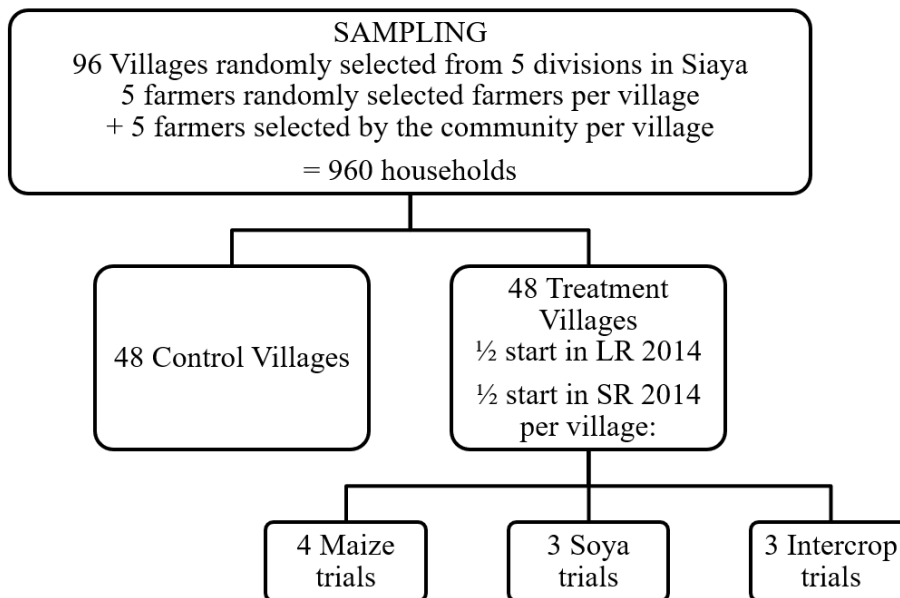 SAMPLING
96 Villages randomly selected from 5 divisions in Siaya
5 farmers randomly selected farmers per village
+ 5 farmers selected by the community per village
= 960 households
48 Control Villages
48 Treatment
Villages
½ start in LR 2014
½ start in SR 2014
per village:
4 Maize
trials
3 Soya
trials
3 Intercrop
trials